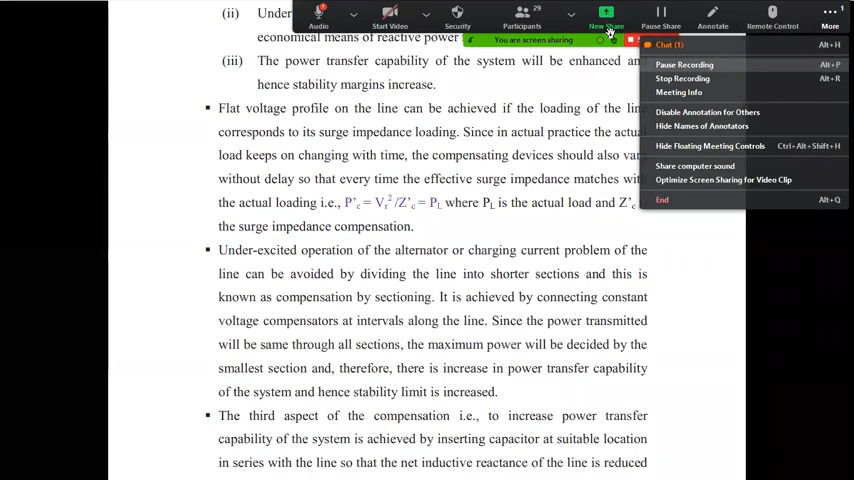 (ii) Under
29
1
Audio
Start Video
Security
Participants
New Share
Pause Share
Annotate
Remote Control
More
economical means of reactive power
You are screen sharing
Chat (1) Alt+H
(iii) The power transfer capability of the system will be enhanced and
Pause Recording Alt+P
hence stability margins increase.
Stop Recording Alt+R
Meeting Info
▪ Flat voltage profile on the line can be achieved if the loading of the line
Disable Annotation for Others
corresponds to its surge impedance loading. Since in actual practice the actual
Hide Names of Annotators
load keeps on changing with time, the compensating devices should also
Hide Floating Meeting Controls Ctrl+Alt+Shift+H
Share computer sound
without delay so that every time the effective surge impedance matches
Optimize Screen Sharing for Video Clip
the actual loading i.e., P'c = Vr²/Z'c = PL where PL is the actual load and Z'c
End Alt+Q
the surge impedance compensation.
▪ Under-excited operation of the alternator or charging current problem of the
line can be avoided by dividing the line into shorter sections and this is
known as compensation by sectioning. It is achieved by connecting constant
voltage compensators at intervals along the line. Since the power transmitted
will be same through all sections, the maximum power will be decided by the
smallest section and, therefore, there is increase in power transfer capability
of the system and hence stability limit is increased.
▪ The third aspect of the compensation i.e., to increase power transfer
capability of the system is achieved by inserting capacitor at suitable location
in series with the line so that the net inductive reactance of the line is reduced